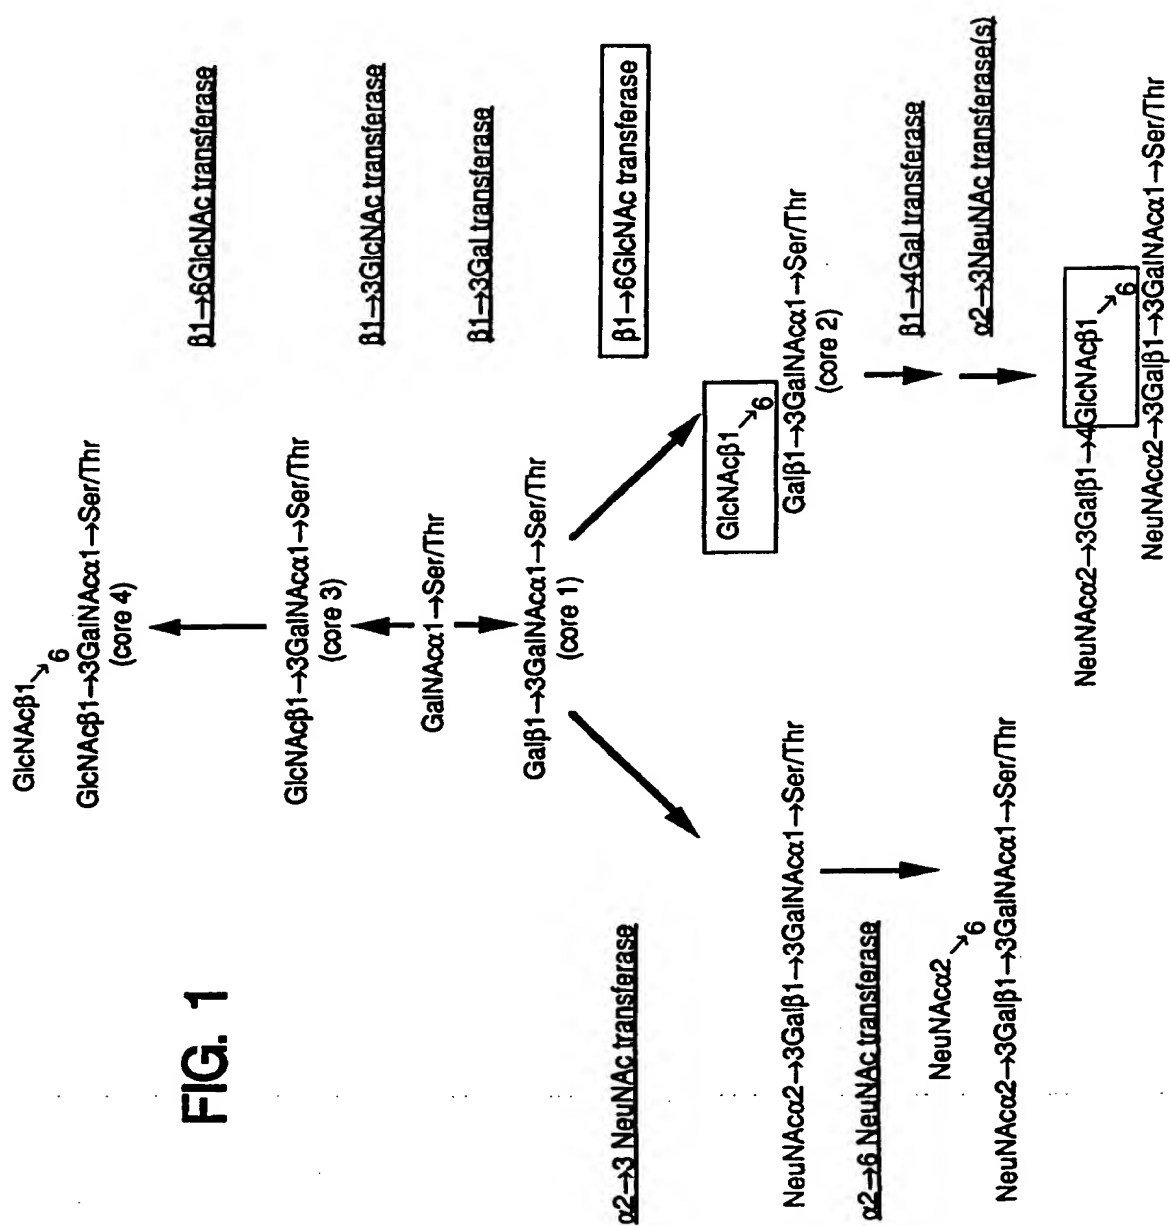 FIG. 1
GlcNAcβ1
→6
GlcNAcβ1→3GalNAcα1→Ser/Thr
(core 4)
β1→6GlcNAc transferase
GlcNAcβ1→3GalNAcα1→Ser/Thr
(core 3)
β1→3GlcNAc transferase
GalNAcα1→Ser/Thr
β1→3Gal transferase
Galβ1→3GalNAcα1→Ser/Thr
(core 1)
α2→3 NeuNAc transferase
β1→6GlcNAc transferase
NeuNAcα2→3Galβ1→3GalNAcα1→Ser/Thr
GlcNAcβ1
→6
Galβ1→3GalNAcα1→Ser/Thr
(core 2)
α2→6 NeuNAc transferase
β1→4Gal transferase
α2→3NeuNAc transferase(s)
NeuNAcα2
→6
NeuNAcα2→3Galβ1→3GalNAcα1→Ser/Thr
NeuNAcα2→3Galβ1→4GlcNAcβ1
→6
NeuNAcα2→3Galβ1→3GalNAcα1→Ser/Thr